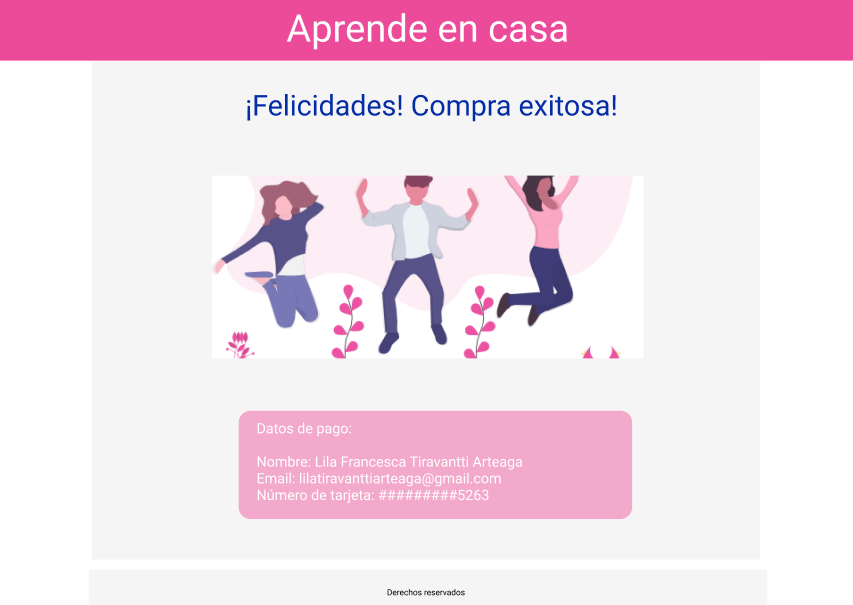 Aprende en casa
¡Felicidades! Compra exitosa!
Datos de pago:
Nombre: Lila Francesca Tiravantti Arteaga
Email: lilatiravanttiarteaga@gmail.com
Número de tarjeta: #########5263
Derechos reservados